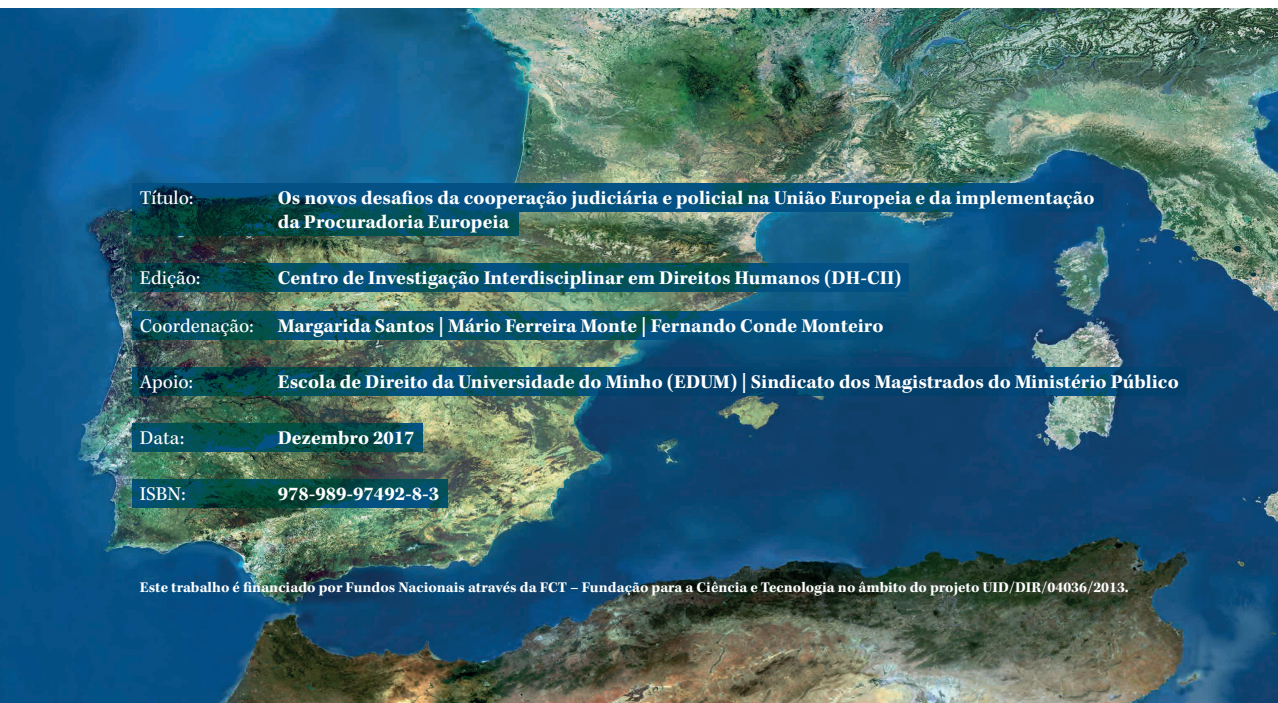 Título: Os novos desafios da cooperação judiciária e policial na União Europeia e da implementação
da Procuradoria Europeia
Edição: Centro de Investigação Interdisciplinar em Direitos Humanos (DH-CII)
Coordenação: Margarida Santos | Mário Ferreira Monte | Fernando Conde Monteiro
Apoio: Escola de Direito da Universidade do Minho (EDUM) | Sindicato dos Magistrados do Ministério Público
Data: Dezembro 2017
ISBN: 978-989-97492-8-3
Este trabalho é financiado por Fundos Nacionais através da FCT – Fundação para a Ciência e Tecnologia no âmbito do projeto UID/DIR/04036/2013.